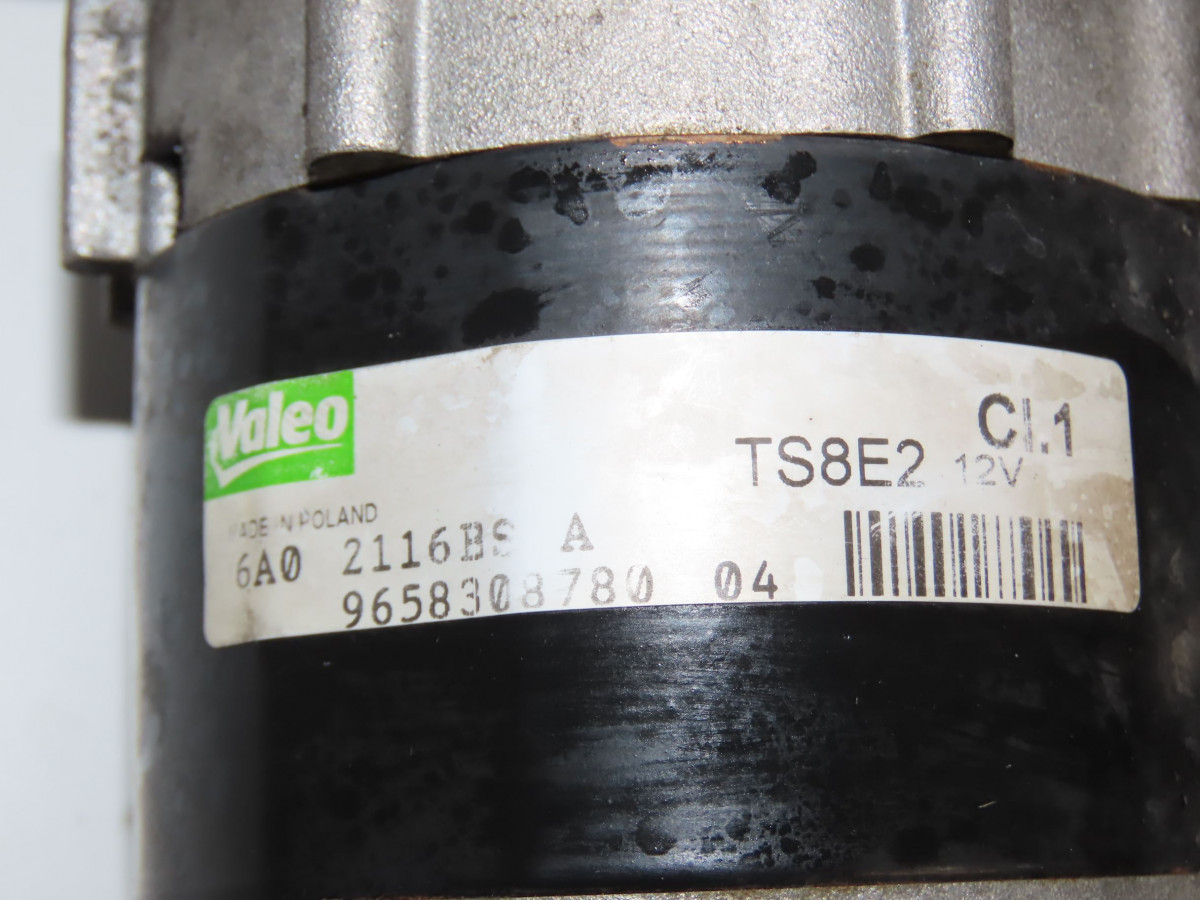 Valeo
Cl.1
TS8E2 12V
MADE IN POLAND
6A0 2116BS A
9658308780 04